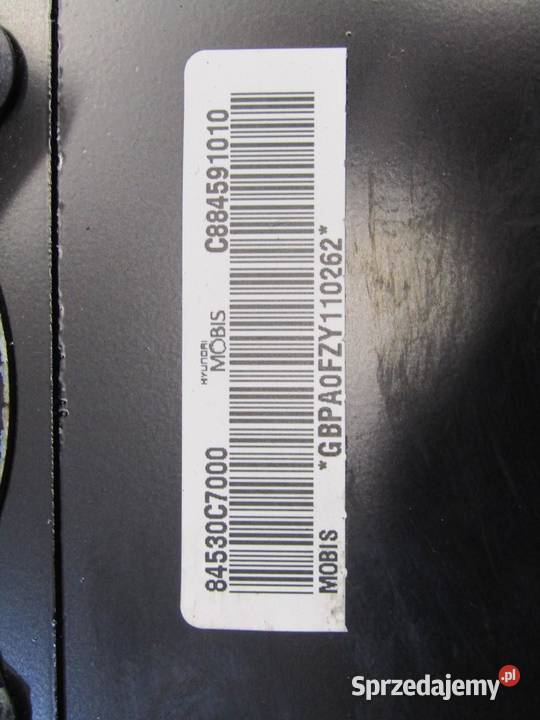 84530C7000
HYUNDAI
MOBIS
C884591010
MOBIS
*GBPA0FZY110262*
Sprzedajemy.pl